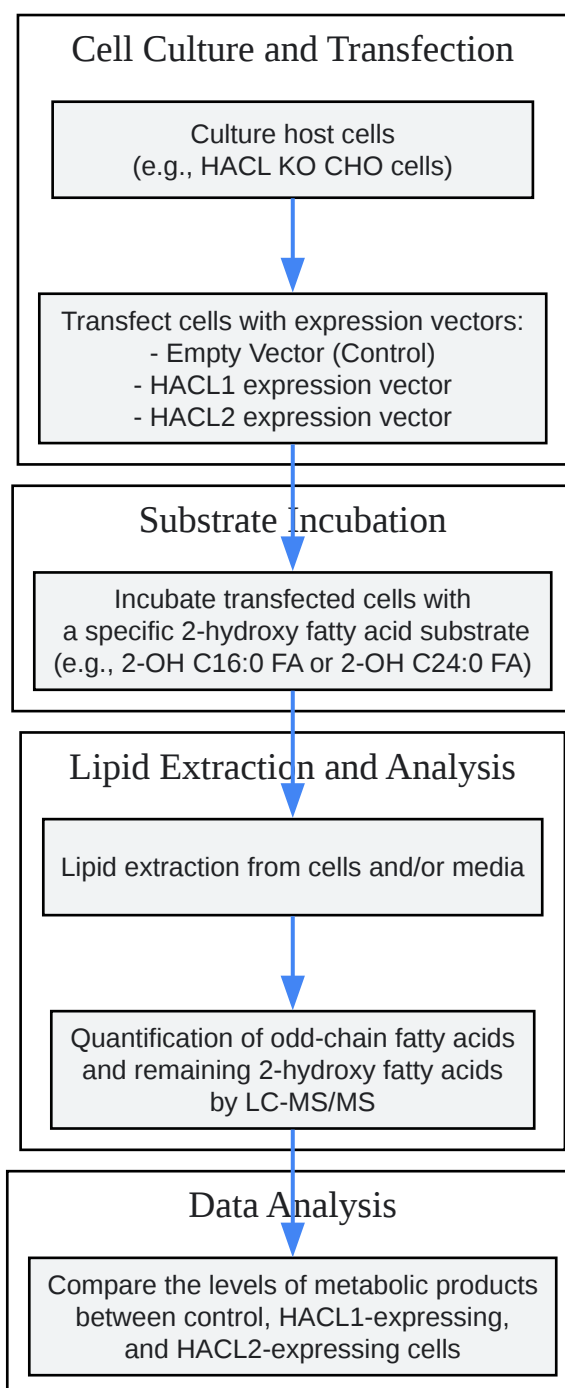 Cell Culture and Transfection
Culture host cells
(e.g., HACL KO CHO cells)
Transfect cells with expression vectors:
- Empty Vector (Control)
- HACL1 expression vector
- HACL2 expression vector
Substrate Incubation
Incubate transfected cells with
a specific 2-hydroxy fatty acid substrate
(e.g., 2-OH C16:0 FA or 2-OH C24:0 FA)
Lipid Extraction and Analysis
Lipid extraction from cells and/or media
Quantification of odd-chain fatty acids
and remaining 2-hydroxy fatty acids
by LC-MS/MS
Data Analysis
Compare the levels of metabolic products
between control, HACL1-expressing,
and HACL2-expressing cells